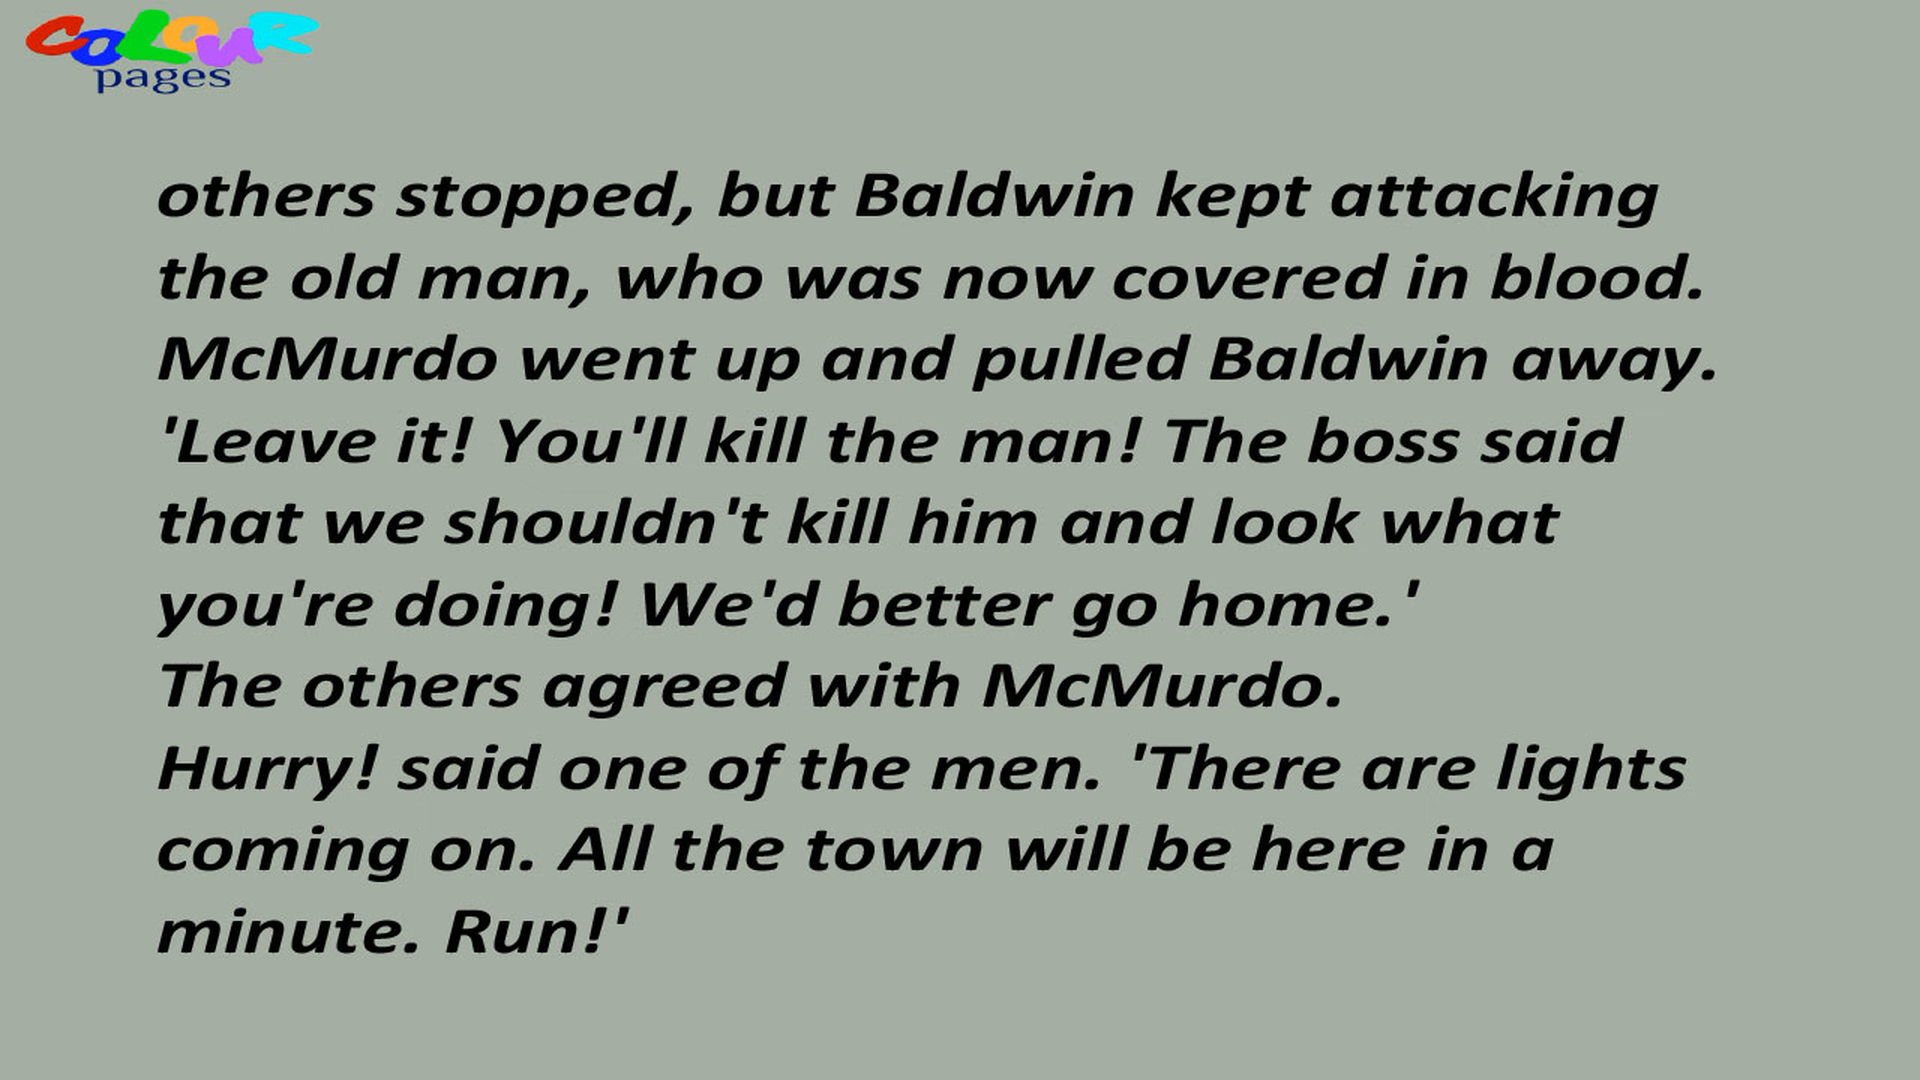 CoLouR
pages
others stopped, but Baldwin kept attacking
the old man, who was now covered in blood.
McMurdo went up and pulled Baldwin away.
'Leave it! You'll kill the man! The boss said
that we shouldn't kill him and look what
you're doing! We'd better go home.'
The others agreed with McMurdo.
Hurry! said one of the men. 'There are lights
coming on. All the town will be here in a
minute. Run!'